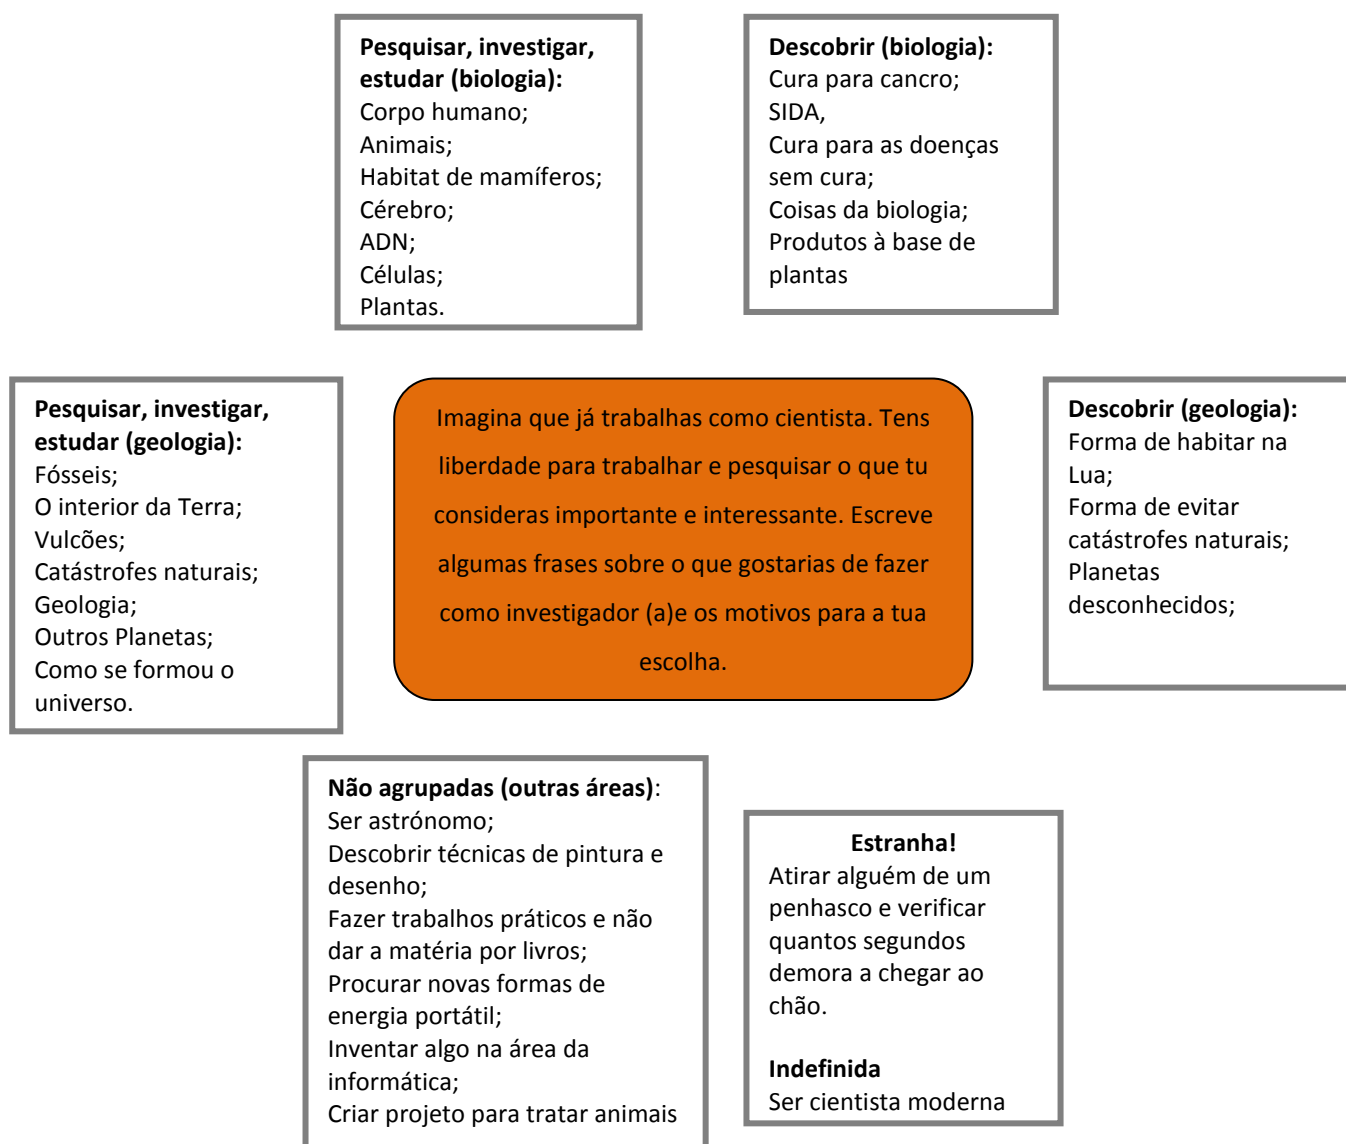 Pesquisar, investigar,
estudar (biologia):
Corpo humano;
Animais;
Habitat de mamíferos;
Cérebro;
ADN;
Células;
Plantas.
Descobrir (biologia):
Cura para cancro;
SIDA,
Cura para as doenças
sem cura;
Coisas da biologia;
Produtos à base de
plantas
Pesquisar, investigar,
estudar (geologia):
Fósseis;
O interior da Terra;
Vulcões;
Catástrofes naturais;
Geologia;
Outros Planetas;
Como se formou o
universo.
Imagina que já trabalhas como cientista. Tens
liberdade para trabalhar e pesquisar o que tu
consideras importante e interessante. Escreve
algumas frases sobre o que gostarias de fazer
como investigador (a)e os motivos para a tua
escolha.
Descobrir (geologia):
Forma de habitar na
Lua;
Forma de evitar
catástrofes naturais;
Planetas
desconhecidos;
Não agrupadas (outras áreas):
Ser astrónomo;
Descobrir técnicas de pintura e
desenho;
Fazer trabalhos práticos e não
dar a matéria por livros;
Procurar novas formas de
energia portátil;
Inventar algo na área da
informática;
Criar projeto para tratar animais
Estranha!
Atirar alguém de um
penhasco e verificar
quantos segundos
demora a chegar ao
chão.
Indefinida
Ser cientista moderna